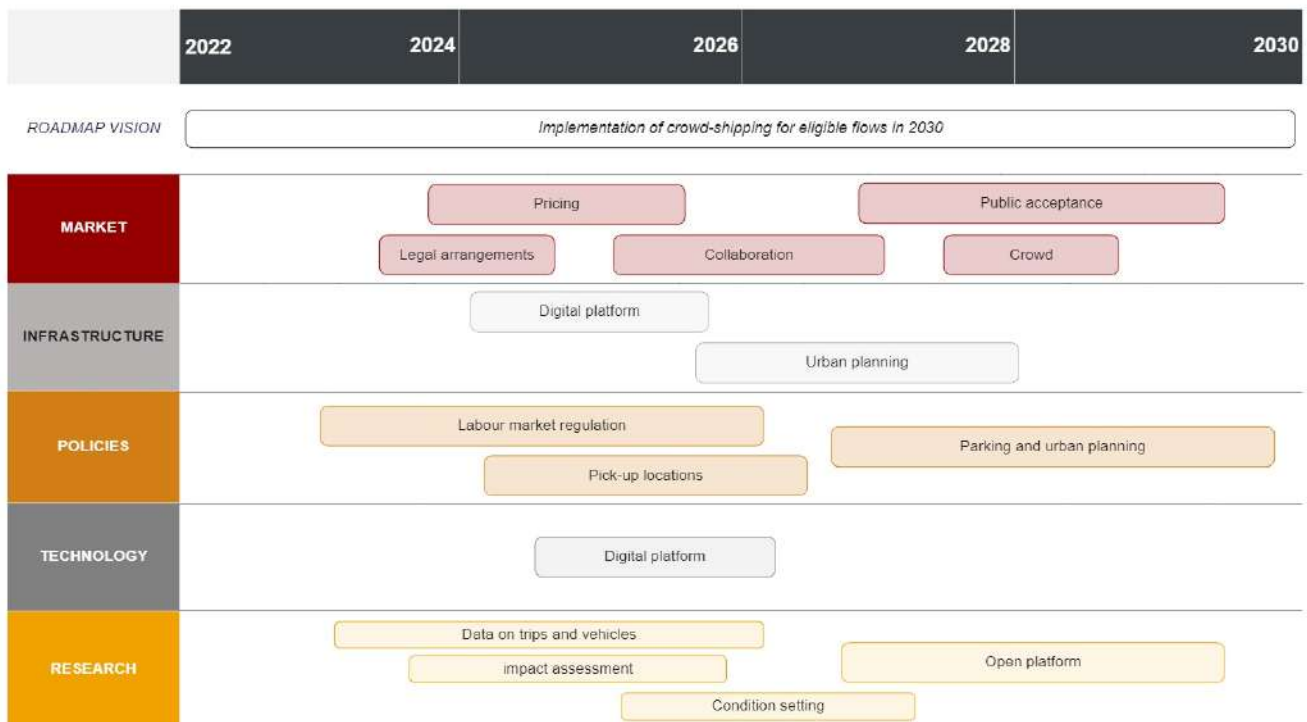 2022 2024 2026 2028 2030
ROADMAP VISION
Implementation of crowd-shipping for eligible flows in 2030
MARKET
Pricing
Public acceptance
Legal arrangements
Collaboration
Crowd
INFRASTRUCTURE
Digital platform
Urban planning
POLICIES
Labour market regulation
Parking and urban planning
Pick-up locations
TECHNOLOGY
Digital platform
RESEARCH
Data on trips and vehicles
impact assessment
Open platform
Condition setting